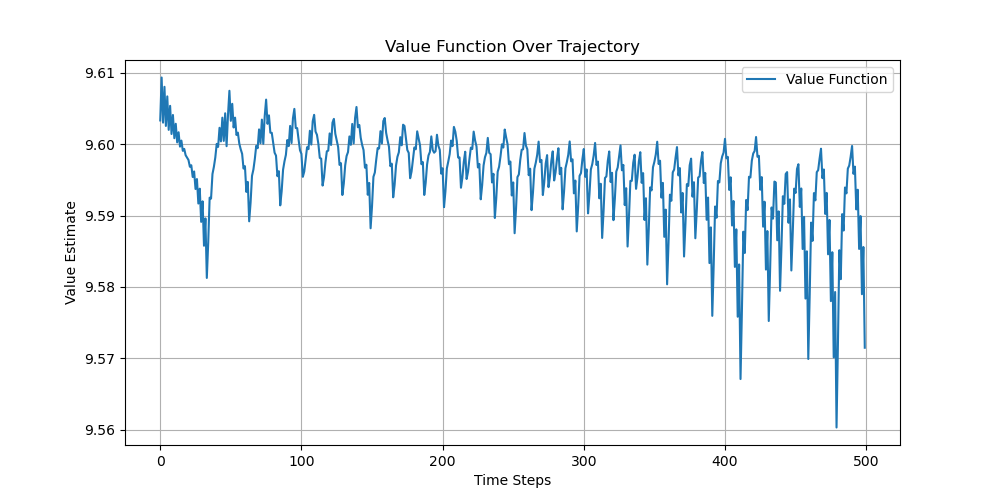 Value Function Over Trajectory
Value Function
Value Estimate
9.61
9.60
9.59
9.58
9.57
9.56
0 100 200 300 400 500
Time Steps